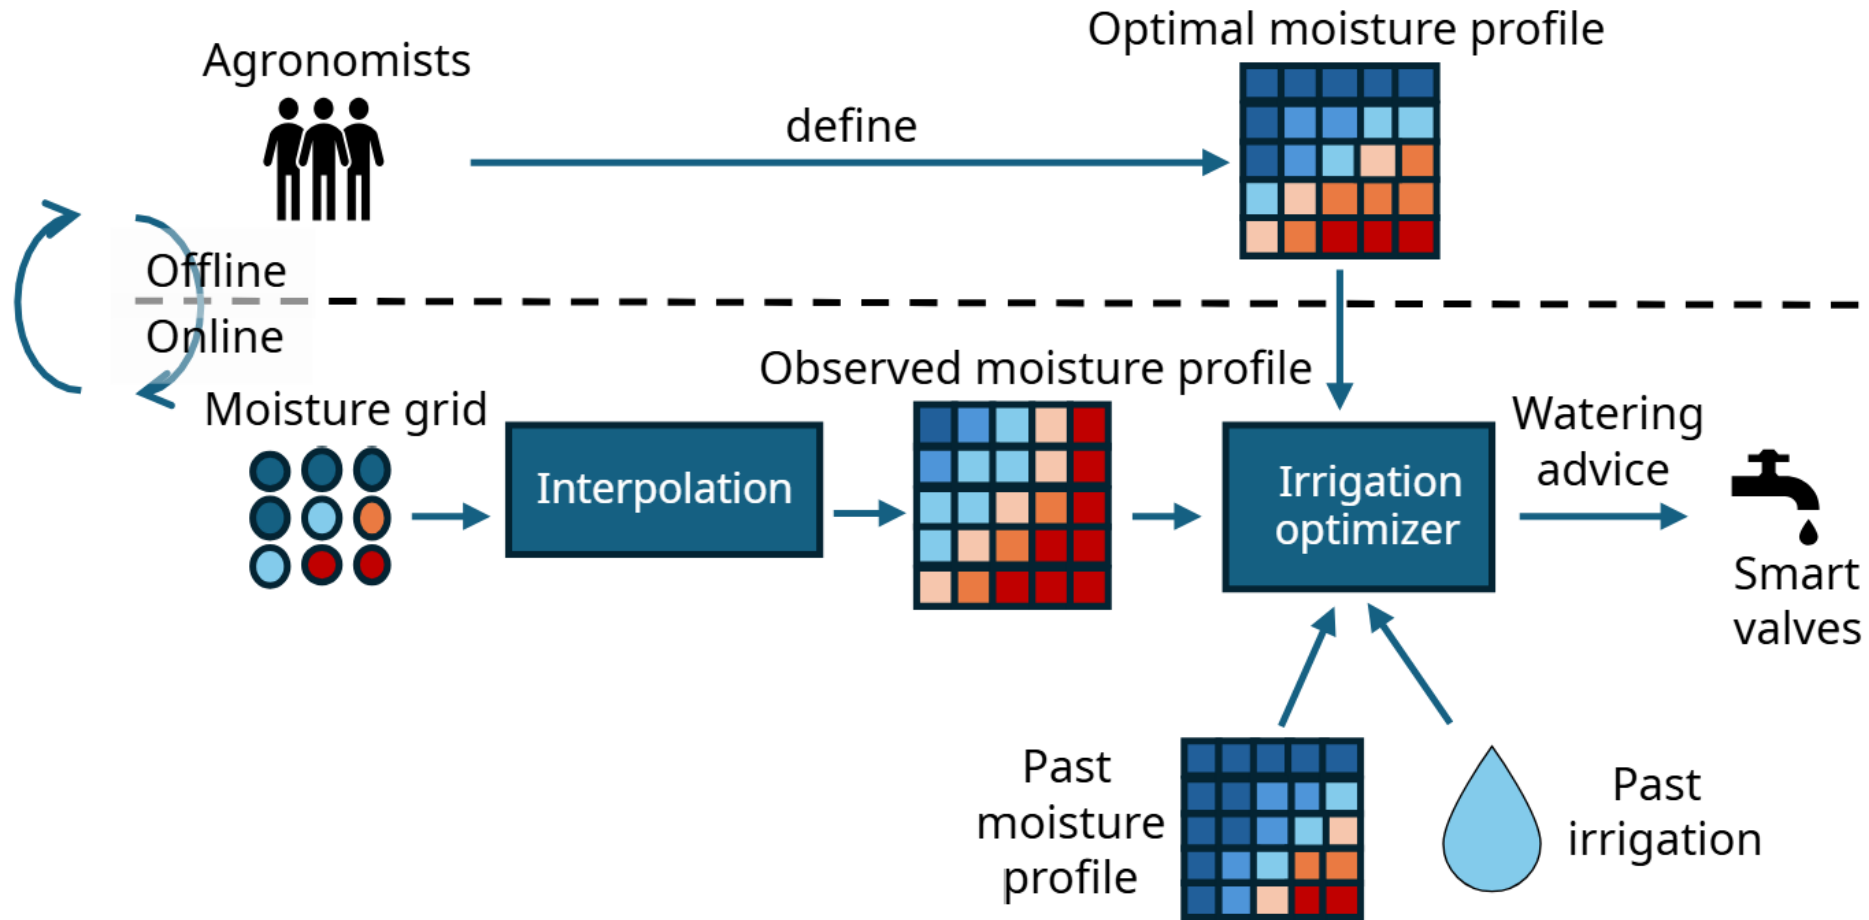 Optimal moisture profile
Agronomists
define
Offline
Online
Observed moisture profile
Moisture grid
Interpolation
Irrigation
optimizer
Watering
advice
Smart
valves
Past
moisture
profile
Past
irrigation